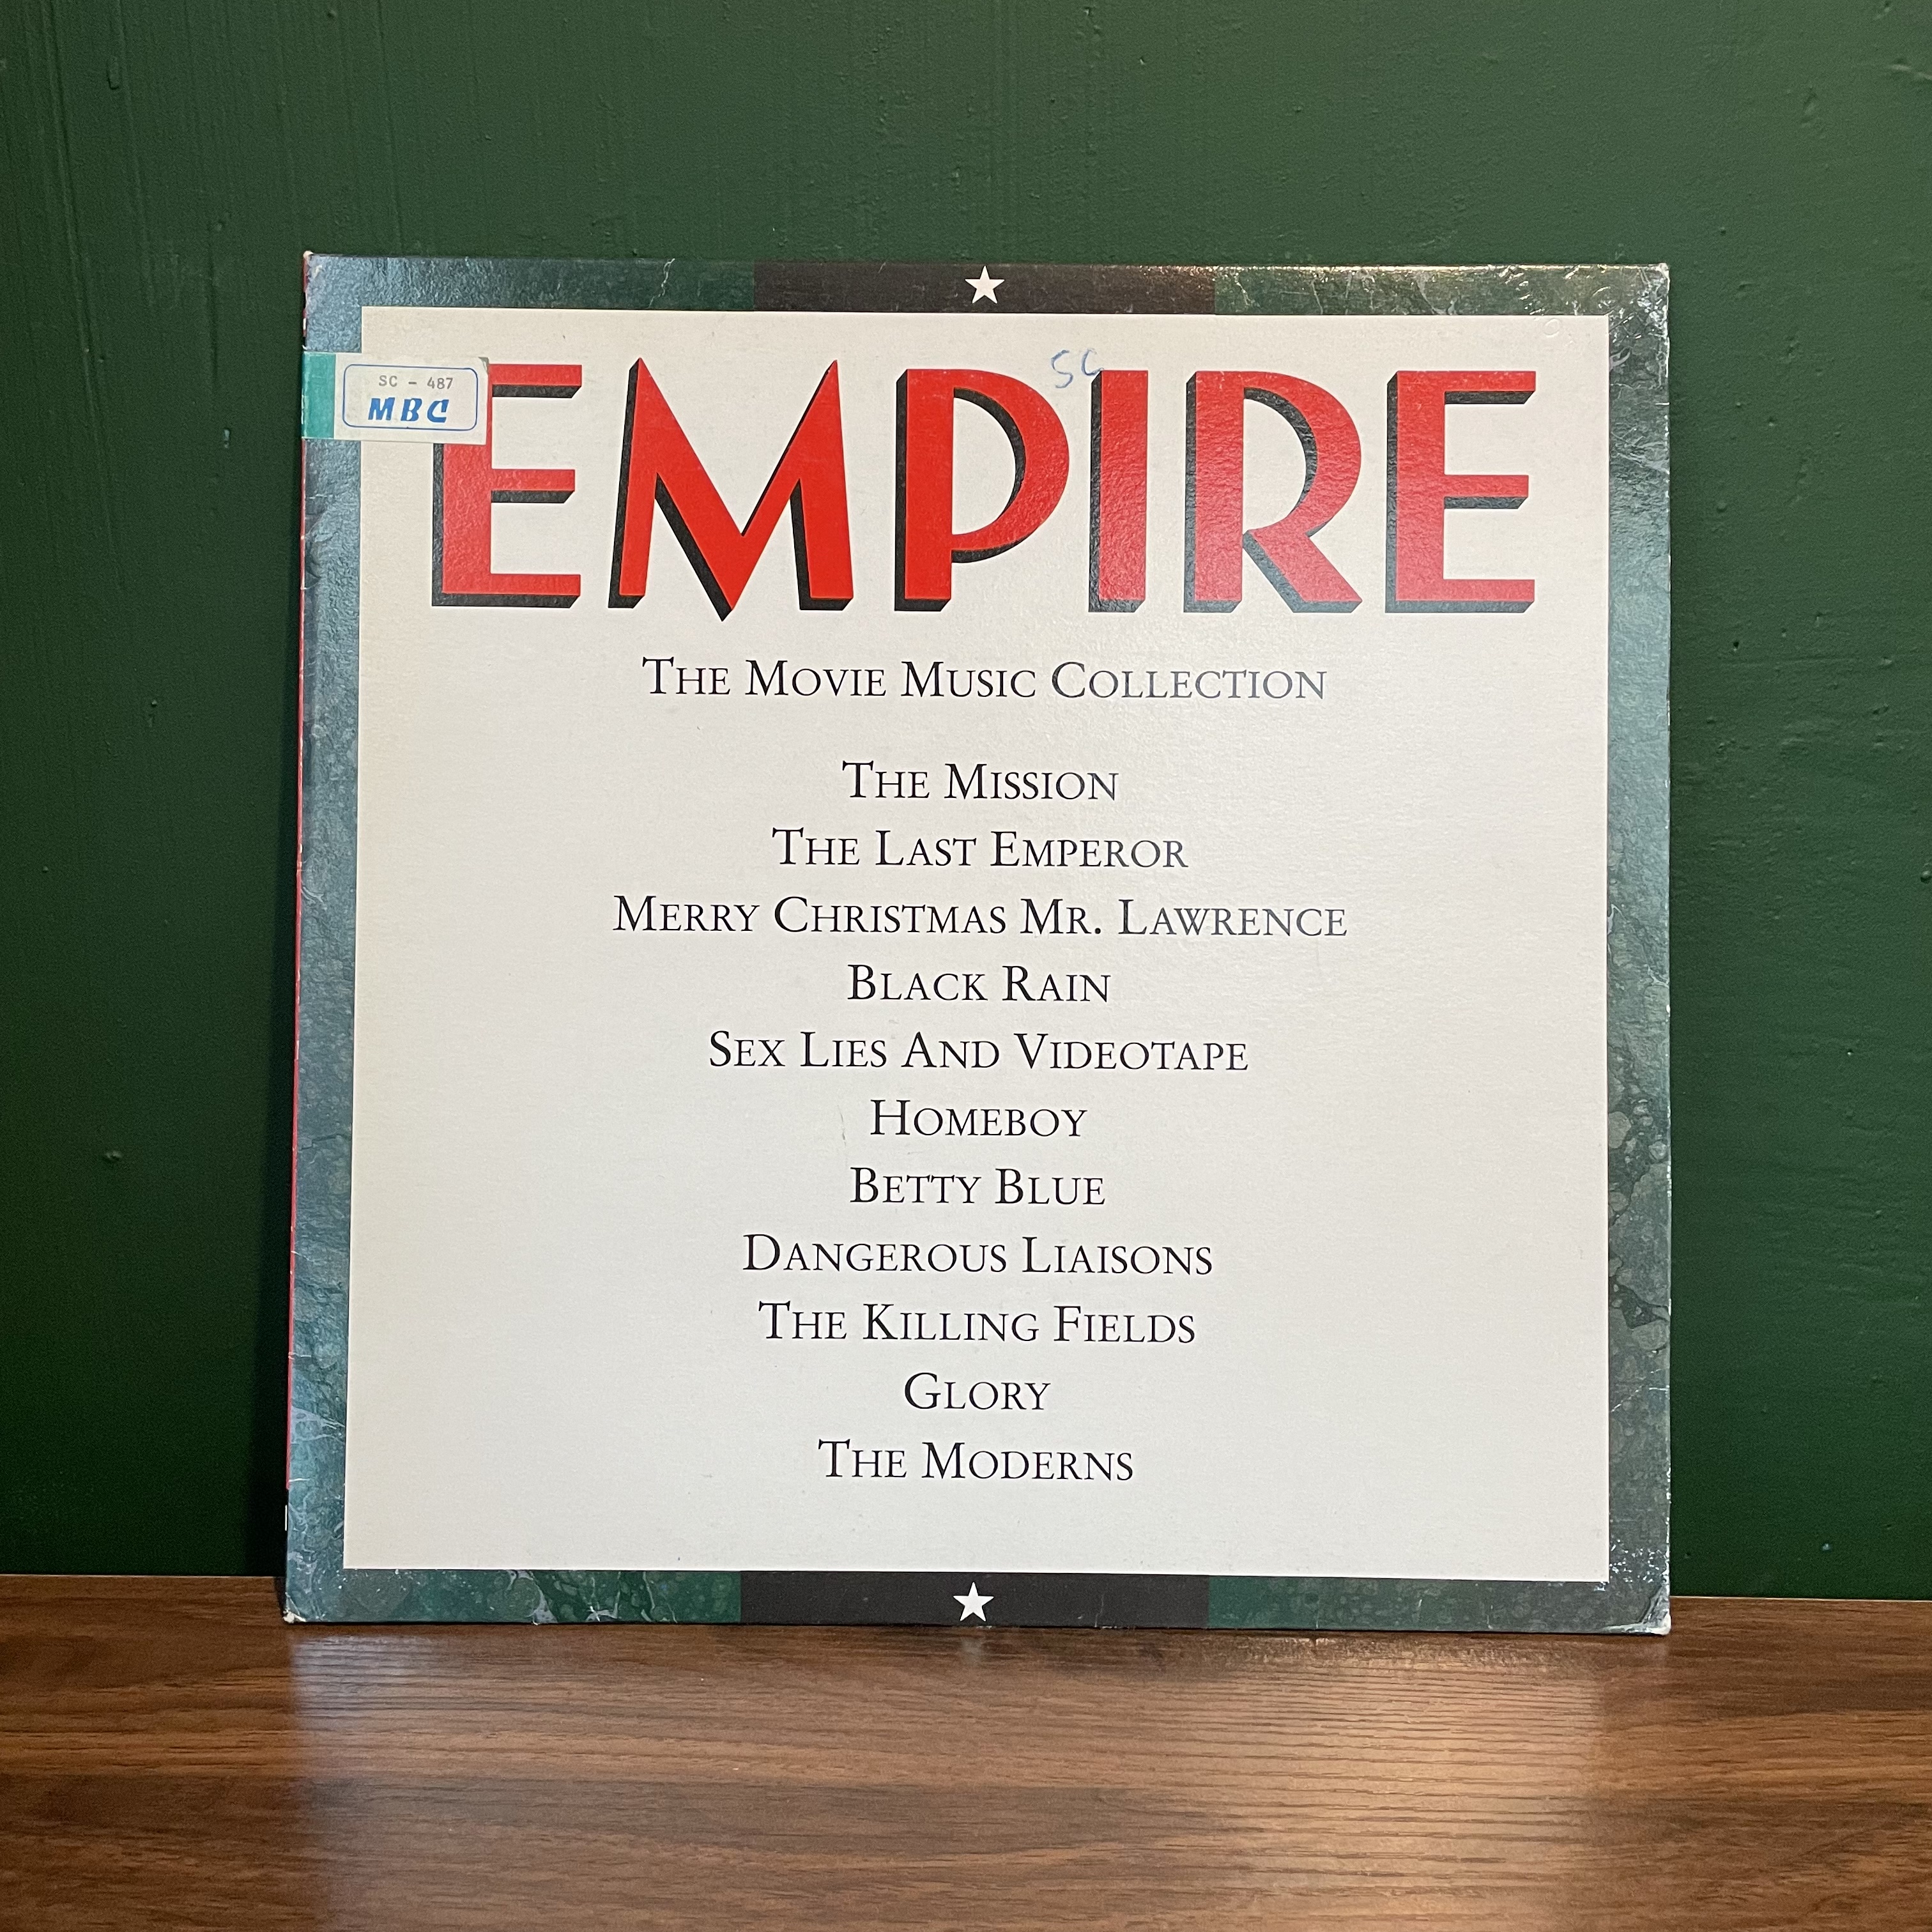 SC - 487
MBC
SC
EMPIRE
THE MOVIE MUSIC COLLECTION
THE MISSION
THE LAST EMPEROR
MERRY CHRISTMAS MR. LAWRENCE
BLACK RAIN
SEX LIES AND VIDEOTAPE
HOMEBOY
BETTY BLUE
DANGEROUS LIAISONS
THE KILLING FIELDS
GLORY
THE MODERNS